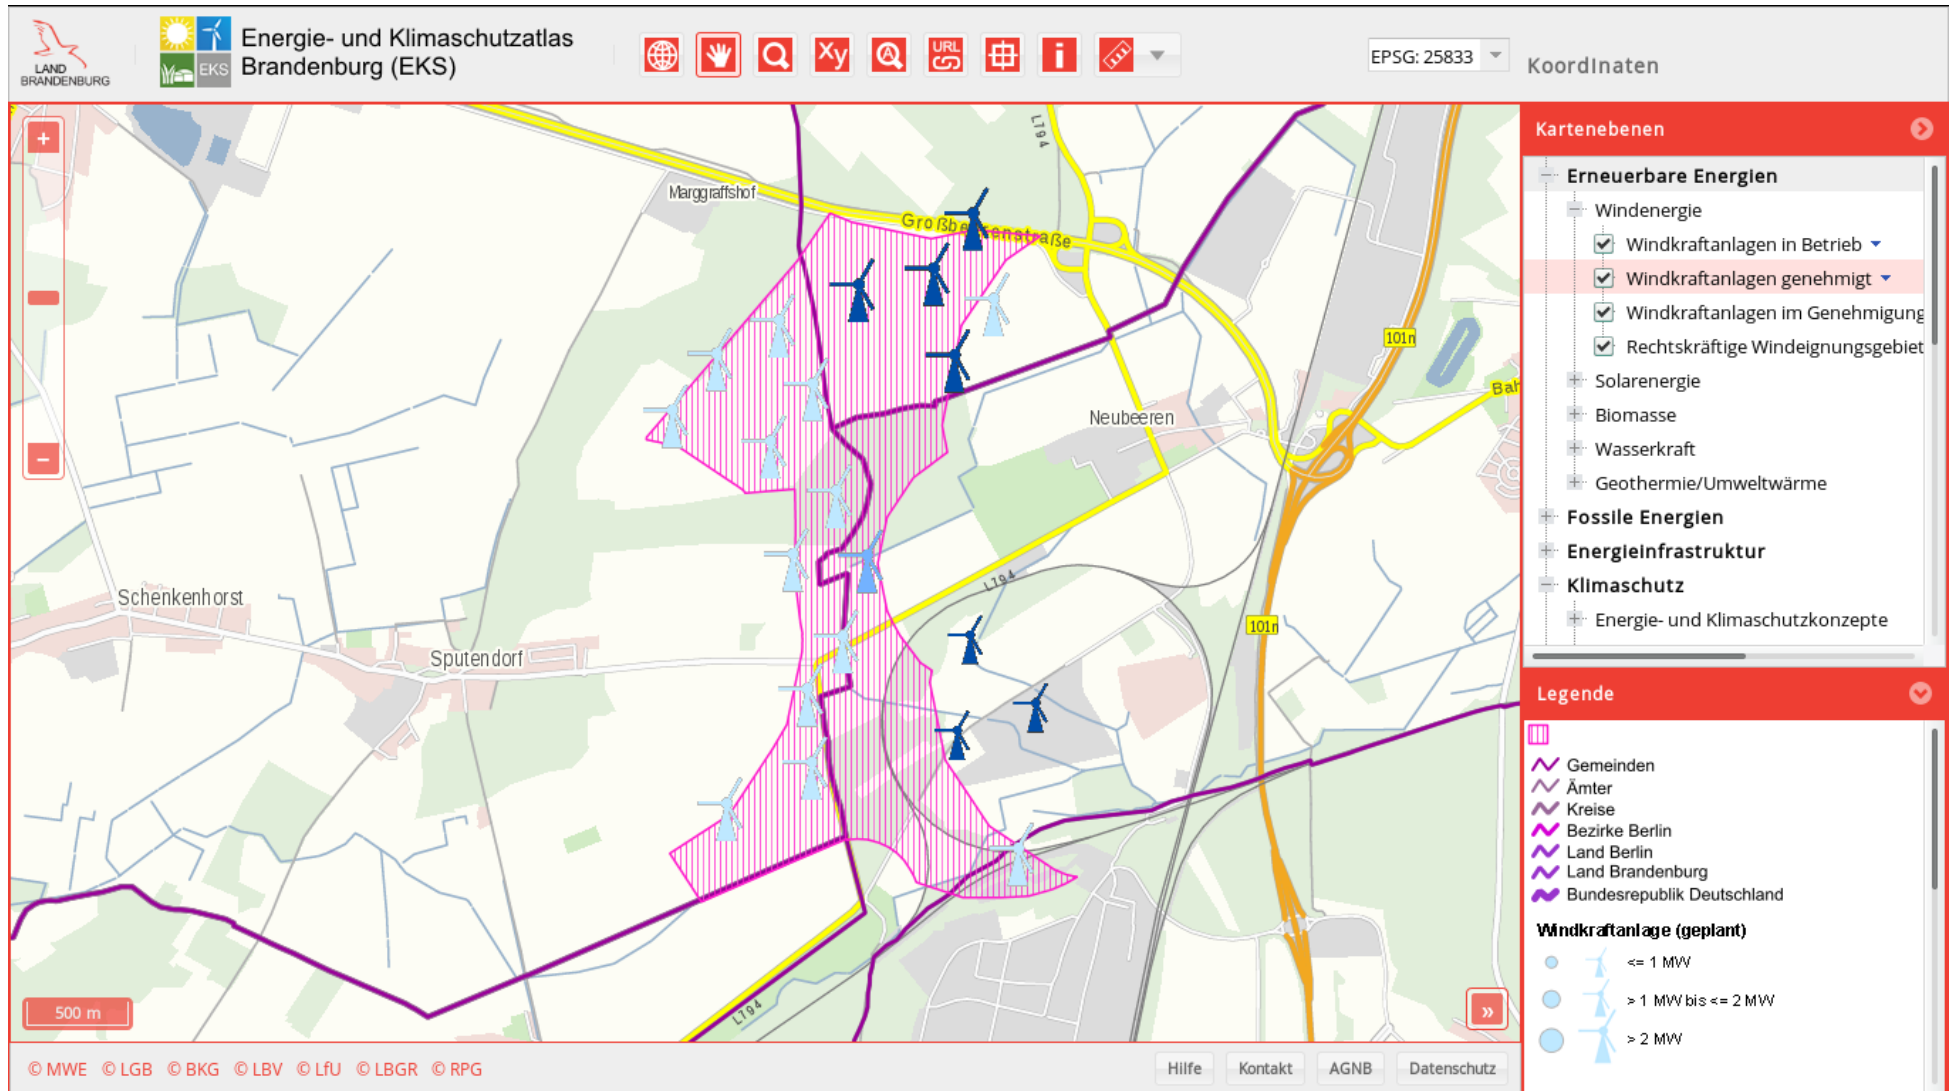 LAND
BRANDENBURG
EKS
Energie- und Klimaschutzatlas
Brandenburg (EKS)
Xy
A
URL
i
EPSG: 25833
Koordinaten
+
−
Marggraffshof
L794
101n
Bah
Neubeeren
Schenkenhorst
Sputendorf
L794
101n
L794
500 m
»
Kartenebenen
Erneuerbare Energien
Windenergie
Windkraftanlagen in Betrieb
Windkraftanlagen genehmigt
Windkraftanlagen im Genehmigung
Rechtskräftige Windeignungsgebiet
Solarenergie
Biomasse
Wasserkraft
Geothermie/Umweltwärme
Fossile Energien
Energieinfrastruktur
Klimaschutz
Energie- und Klimaschutzkonzepte
Legende
Gemeinden
Ämter
Kreise
Bezirke Berlin
Land Berlin
Land Brandenburg
Bundesrepublik Deutschland
Windkraftanlage (geplant)
<= 1 MW
> 1 MW bis <= 2 MW
> 2 MW
© MWE © LGB © BKG © LBV © LfU © LBGR © RPG
Hilfe Kontakt AGNB Datenschutz